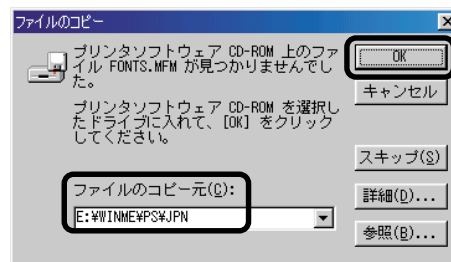 ファイルのコピー
プリンタソフトウェア CD-ROM 上のファ
イル FONTS.MFM が見つかりませんでし
た。
プリンタソフトウェア CD-ROM を選択し
たドライブに入れて、[OK] をクリック
してください。
ファイルのコピー元(C):
E:¥WINME¥PS¥JPN
OK
キャンセル
スキップ(S)
詳細(D)...
参照(B)...